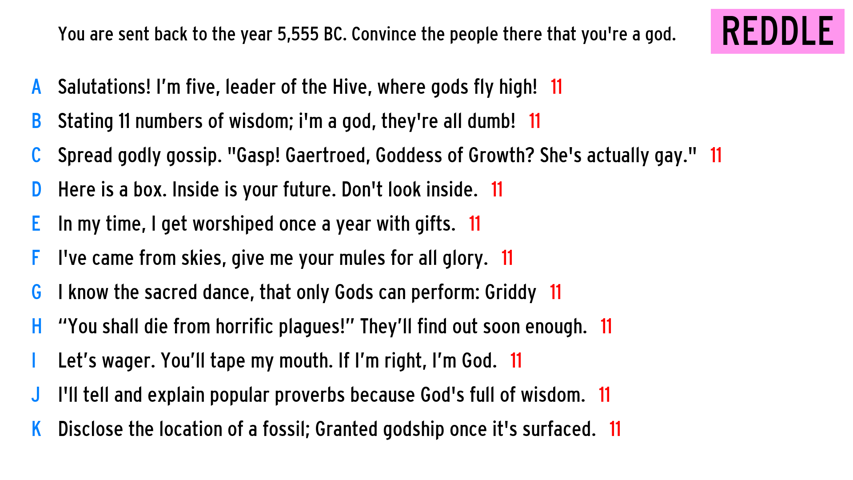 You are sent back to the year 5,555 BC. Convince the people there that you're a god.
REDDLE
A Salutations! I'm five, leader of the Hive, where gods fly high! 11
B Stating 11 numbers of wisdom; i'm a god, they're all dumb! 11
C Spread godly gossip. "Gasp! Gaertroed, Goddess of Growth? She's actually gay." 11
D Here is a box. Inside is your future. Don't look inside. 11
E In my time, I get worshiped once a year with gifts. 11
F I've came from skies, give me your mules for all glory. 11
G I know the sacred dance, that only Gods can perform: Griddy 11
H “You shall die from horrific plagues!” They’ll find out soon enough. 11
I Let’s wager. You’ll tape my mouth. If I’m right, I’m God. 11
J I'll tell and explain popular proverbs because God's full of wisdom. 11
K Disclose the location of a fossil; Granted godship once it's surfaced. 11